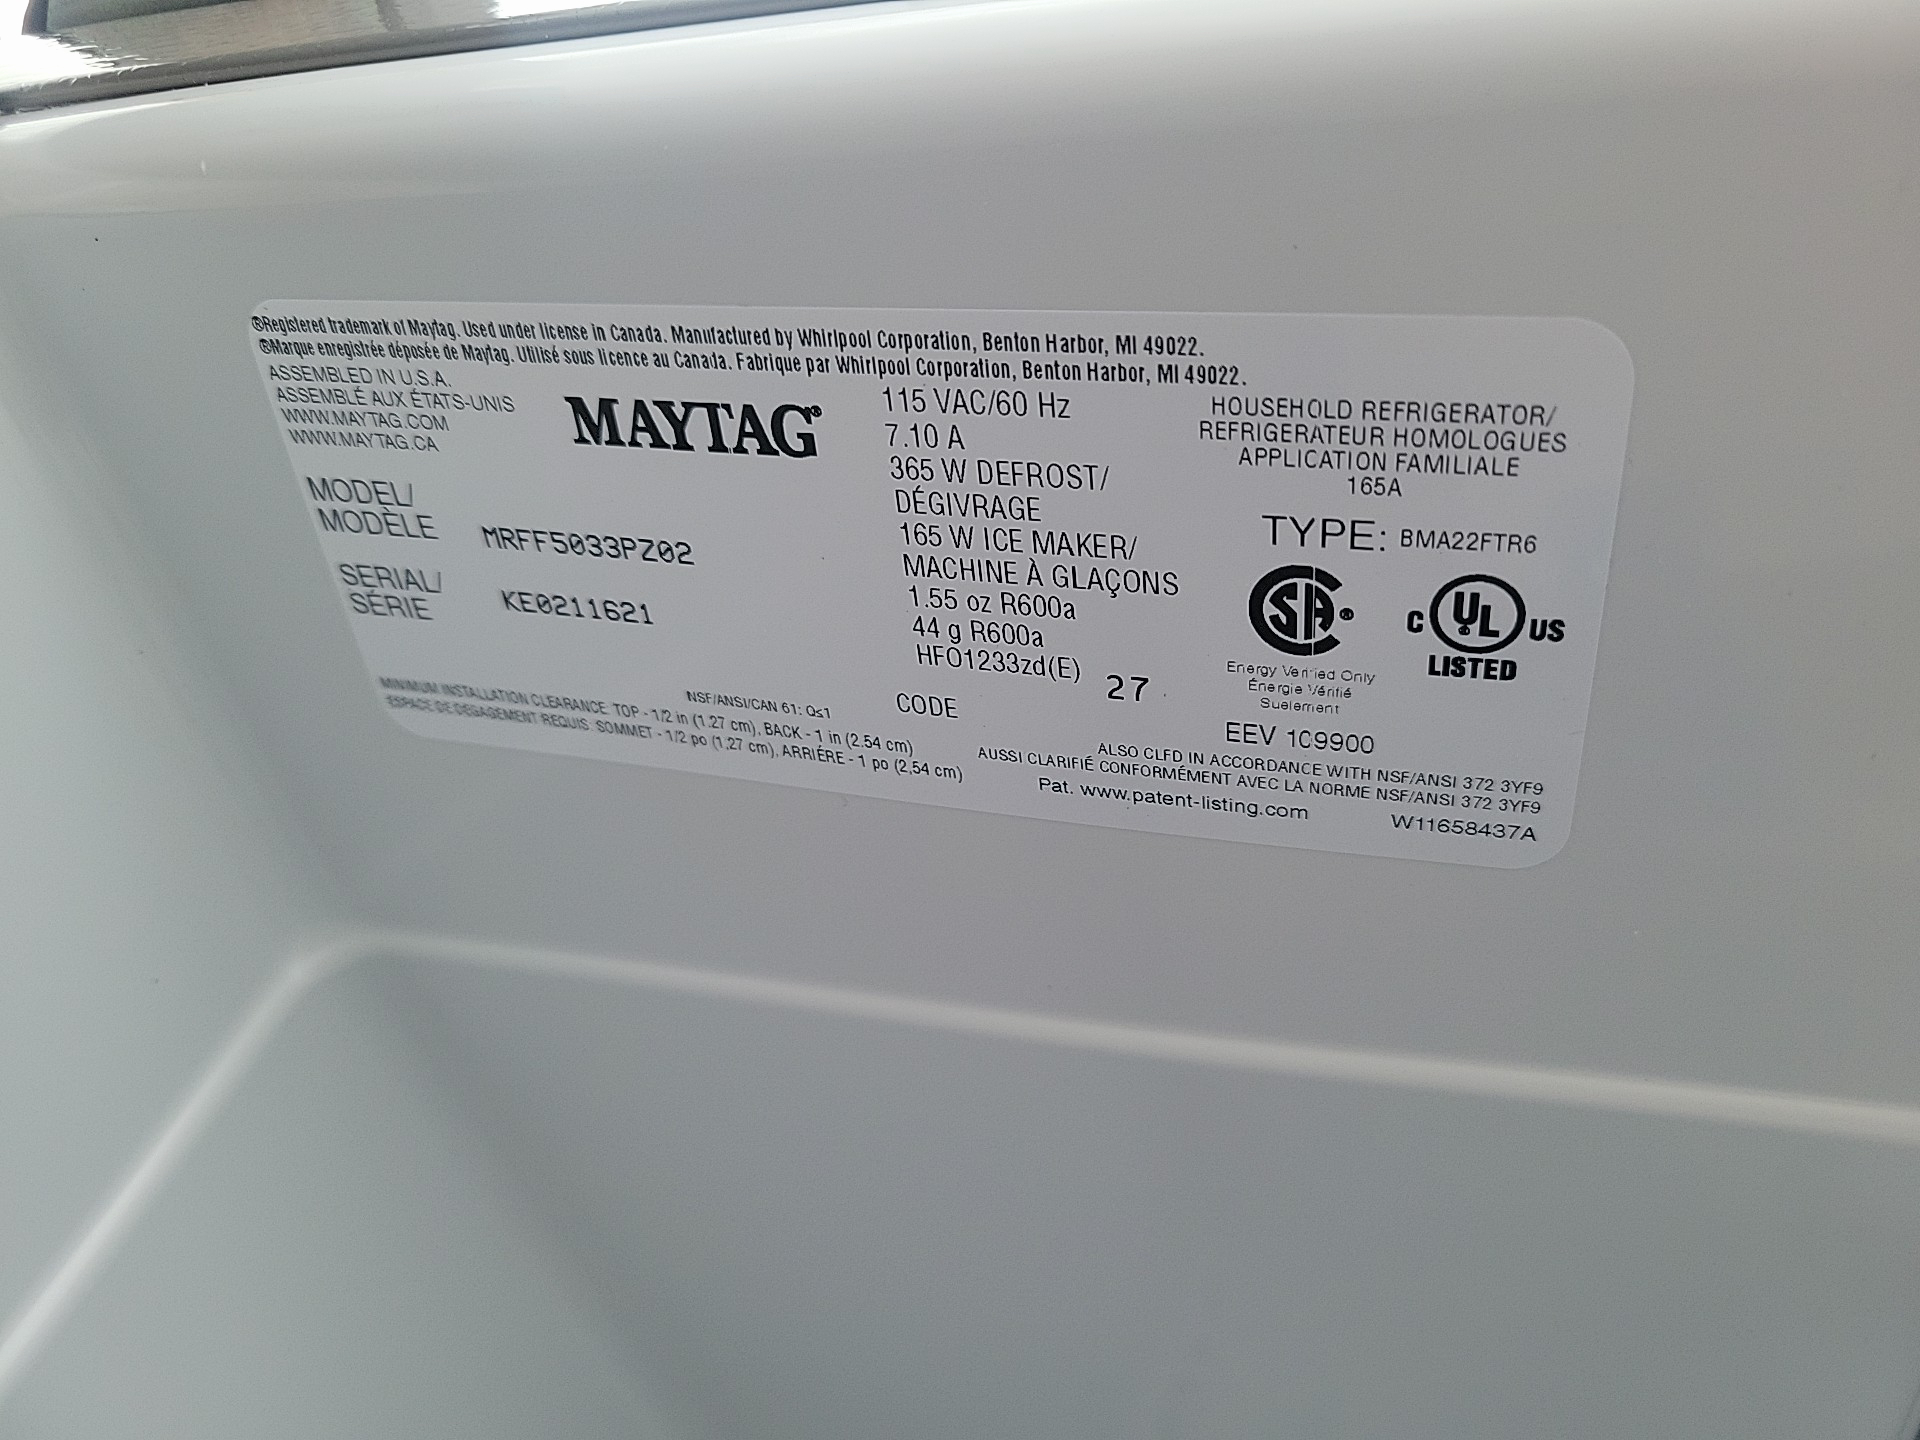 ®Registered trademark of Maytag. Used under license in Canada. Manufactured by Whirlpool Corporation, Benton Harbor, MI 49022.
®Marque enregistrée déposée de Maytag. Utilisé sous licence au Canada. Fabrique par Whirlpool Corporation, Benton Harbor, MI 49022.
ASSEMBLED IN U.S.A.
ASSEMBLÉ AUX ÉTATS-UNIS
WWW.MAYTAG.COM
WWW.MAYTAG.CA
MAYTAG®
MODEL/
MODÈLE
MRFF5033PZ02
SERIAL/
SÉRIE
KE0211621
115 VAC/60 Hz
7.10 A
365 W DEFROST/
DÉGIVRAGE
165 W ICE MAKER/
MACHINE À GLAÇONS
1.55 oz R600a
44 g R600a
HFO1233zd(E)
CODE
27
HOUSEHOLD REFRIGERATOR/
REFRIGERATEUR HOMOLOGUES
APPLICATION FAMILIALE
165A
TYPE: BMA22FTR6
SA®
Energy Verified Only
Énergie Vérifié
Suelement
EEV 109900
C UL US
LISTED
NSF/ANSI/CAN 61: Q≤1
MINIMUM INSTALLATION CLEARANCE: TOP - 1/2 in (1.27 cm), BACK - 1 in (2.54 cm)
ESPACE DE DEGAGEMENT REQUIS: SOMMET - 1/2 po (1,27 cm), ARRIÉRE - 1 po (2,54 cm)
ALSO CLFD IN ACCORDANCE WITH NSF/ANSI 372 3YF9
AUSSI CLARIFIÉ CONFORMÉMENT AVEC LA NORME NSF/ANSI 372 3YF9
Pat. www.patent-listing.com
W11658437A